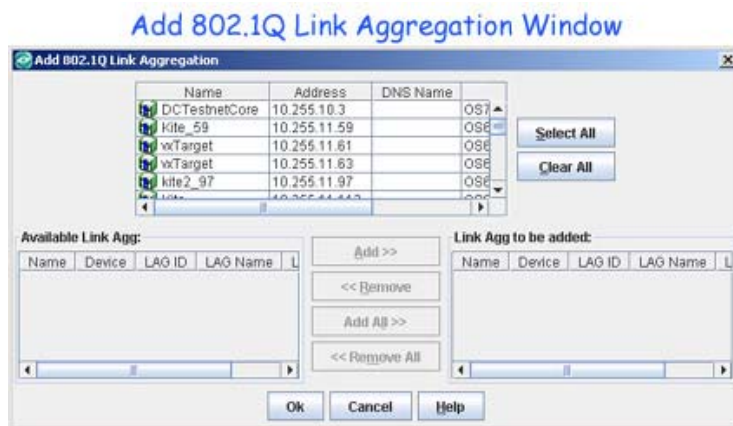 Add 802.1Q Link Aggregation Window
Add 802.1Q Link Aggregation
Name Address DNS Name
DCTestnetCore 10.255.10.3 OS7
Kite_59 10.255.11.59 OS6
vxTarget 10.255.11.61 OS6
vxTarget 10.255.11.63 OS6
kite2_97 10.255.11.97 OS6
Select All
Clear All
Available Link Agg:
Name Device LAG ID LAG Name L
Add >>
<< Remove
Add All >>
<< Remove All
Link Agg to be added:
Name Device LAG ID LAG Name L
Ok Cancel Help